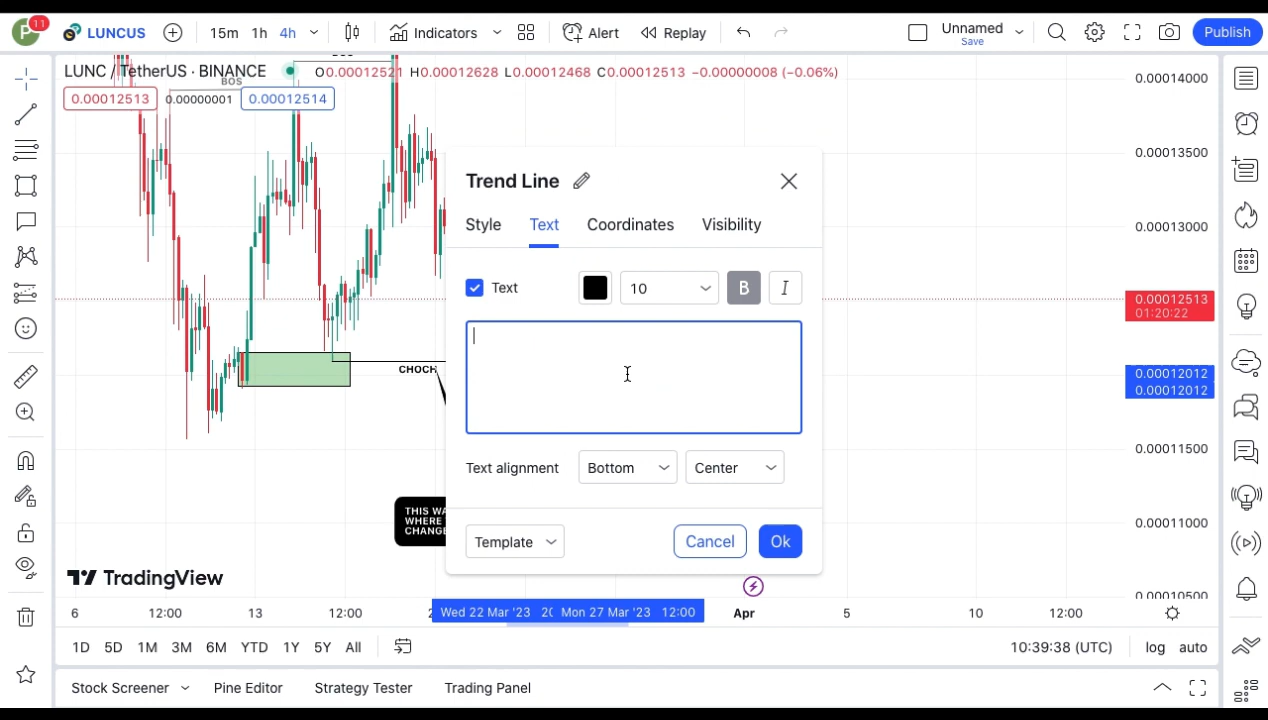 P 11 LUNCUS 15m 1h 4h Indicators Alert Replay Unnamed Save Publish
LUNC / TetherUS · BINANCE O0.00012521 H0.00012628 L0.00012468 C0.00012513 −0.00000008 (−0.06%)
BOS
BOS
0.00012513 0.00000001 0.00012514
0.00014000
0.00013500
0.00013000
0.00012513
01:20:22
0.00012012
0.00012012
0.00011500
0.00011000
0.00010500
Trend Line
Style Text Coordinates Visibility
Text 10 B I
Text alignment Bottom Center
Template Cancel Ok
CHOCH
THIS WA
WHERE
CHANGE
TradingView
6 12:00 13 12:00 2 Wed 22 Mar '23 20 Mon 27 Mar '23 12:00 Apr 5 10 12:00
1D 5D 1M 3M 6M YTD 1Y 5Y All 10:39:38 (UTC) log auto
Stock Screener Pine Editor Strategy Tester Trading Panel